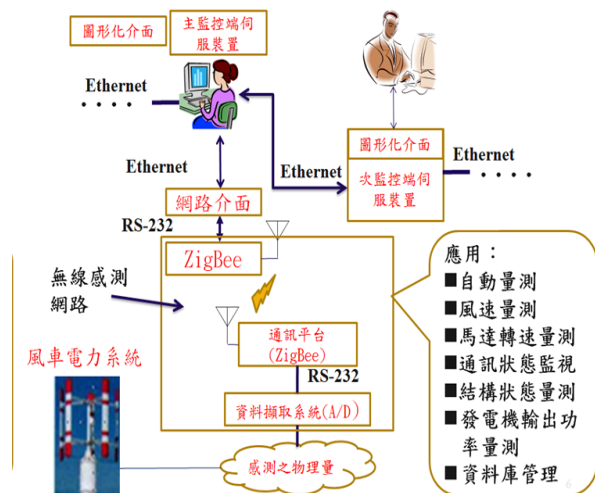 圖形化介面
主監控端伺
服裝置
Ethernet
‧‧‧‧
Ethernet
Ethernet
圖形化介面
次監控端伺
服裝置
Ethernet
‧‧‧‧
網路介面
RS-232
ZigBee
無線感測
網路
通訊平台
(ZigBee)
RS-232
資料擷取系統(A/D)
感測之物理量
風車電力系統
應用：
■自動量測
■風速量測
■馬達轉速量測
■通訊狀態監視
■結構狀態量測
■發電機輸出功
率量測
■資料庫管理
6